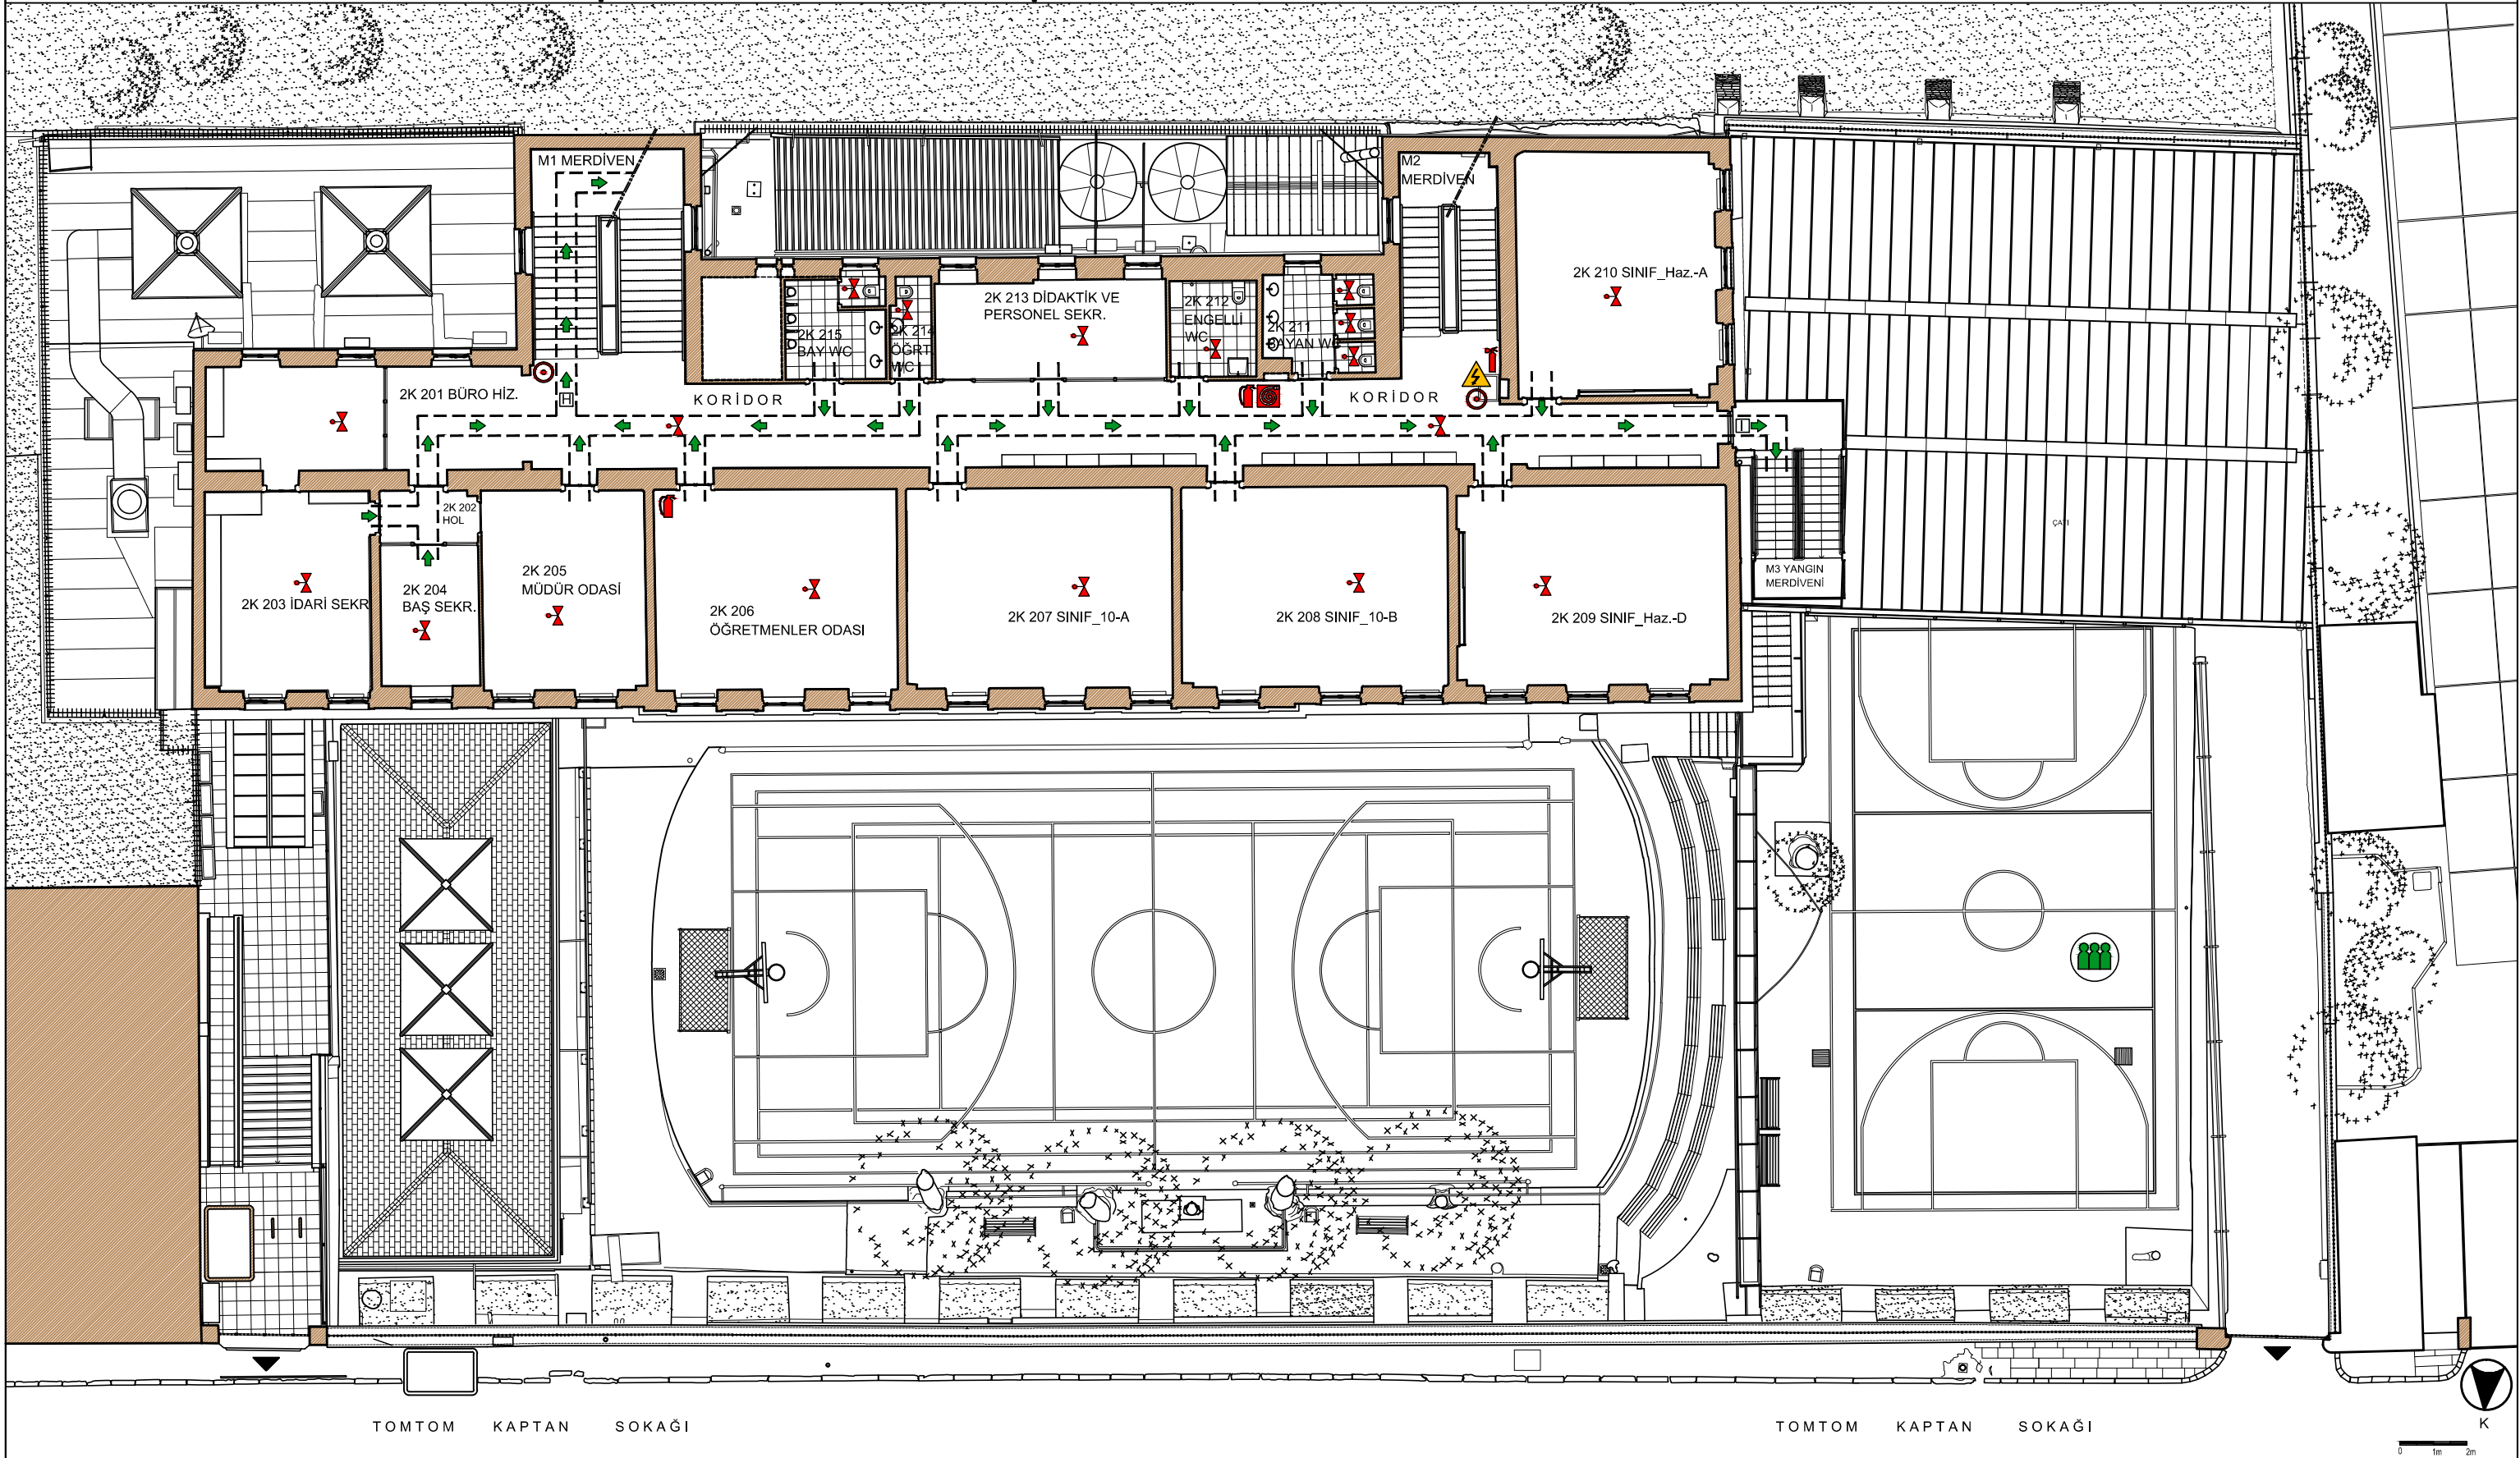 M1 MERDİVEN
M2
MERDİVEN
2K 210 SINIF_Haz.-A
2K 213 DİDAKTİK VE
PERSONEL SEKR.
2K 212
ENGELLİ
WC
2K 211
BAYAN WC
2K 215
BAY WC
2K 214
ÖĞRT
WC
2K 201 BÜRO HİZ.
KORİDOR
KORİDOR
H
2K 202
HOL
ÇATI
M3 YANGIN
MERDİVENİ
2K 203 İDARİ SEKR
2K 204
BAŞ SEKR.
2K 205
MÜDÜR ODASİ
2K 206
ÖĞRETMENLER ODASI
2K 207 SINIF_10-A
2K 208 SINIF_10-B
2K 209 SINIF_Haz.-D
TOMTOM KAPTAN SOKAĞI
TOMTOM KAPTAN SOKAĞI
K
0 1m 2m